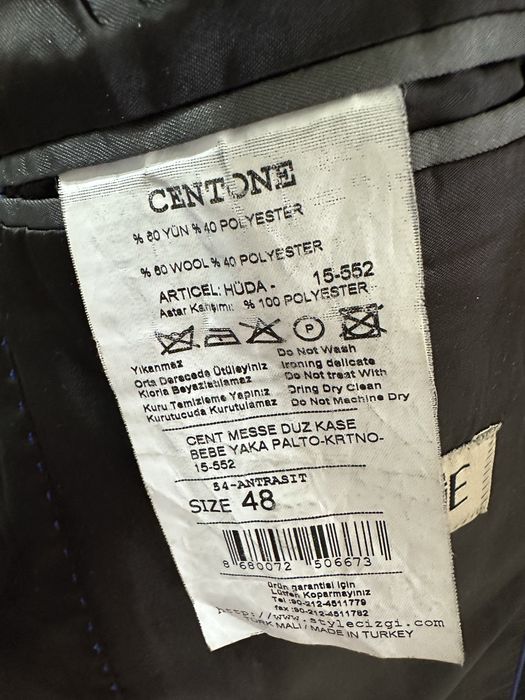 CENTONE
% 60 YÜN % 40 POLYESTER
% 60 WOOL % 40 POLYESTER
ARTICEL: HÜDA - 15-552
Astar Karışımı: % 100 POLYESTER
P
Yıkanmaz Do Not Wash
Orta Derecede Ütüleyiniz Ironing delicate
Klorla Beyazlatılamaz Do Not Treat With
Kuru Temizleme Yapınız Dring Dry Clean
Kurutucuda Kurutulamaz Do Not Machine Dry
CENT MESSE DUZ KASE
BEBE YAKA PALTO-KRTNO-
15-552
54-ANTRASIT
SIZE 48
8 680072 506673
ürün garantisi için
Lütfen Koparmayınız
Tel :90-212-4511779
fax :90-212-4511782
http://www.stylecizgi.com
TÜRK MALI / MADE IN TURKEY
E